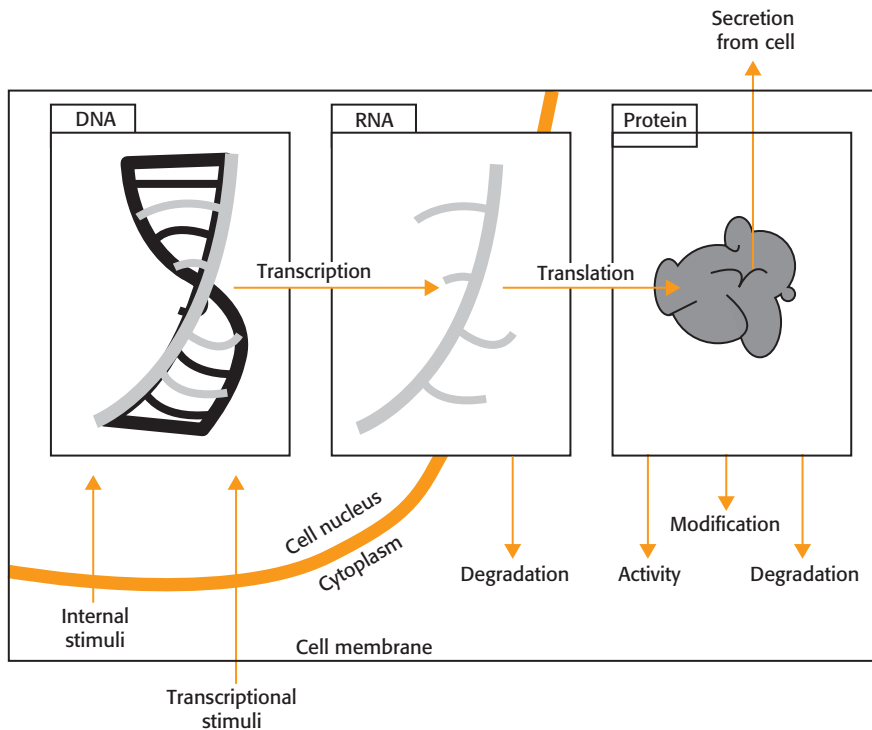 Secretion
from cell
DNA
RNA
Protein
Transcription
Translation
Cell nucleus
Cytoplasm
Modification
Degradation
Activity
Degradation
Internal
stimuli
Cell membrane
Transcriptional
stimuli